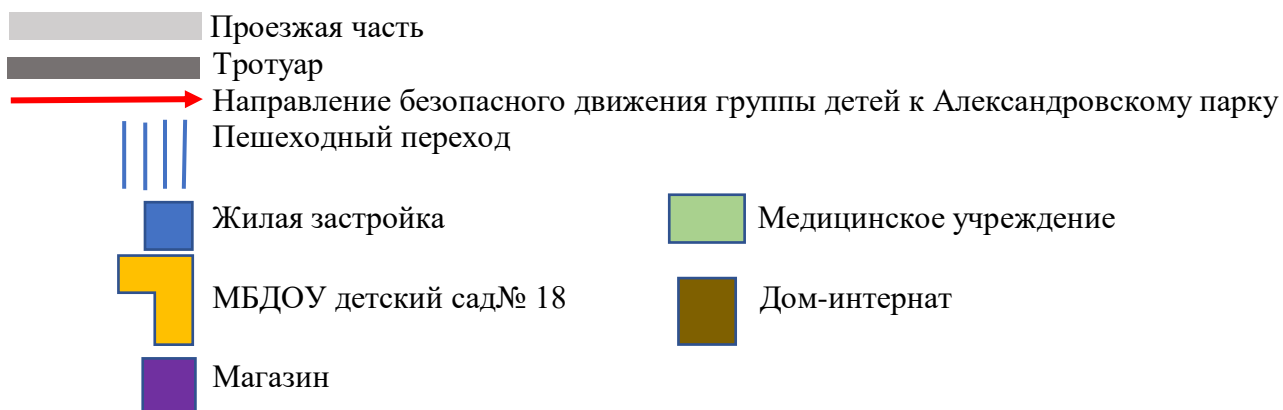 Проезжая часть
Тротуар
Направление безопасного движения группы детей к Александровскому парку
Пешеходный переход
Жилая застройка
Медицинское учреждение
МБДОУ детский сад№ 18
Дом-интернат
Магазин